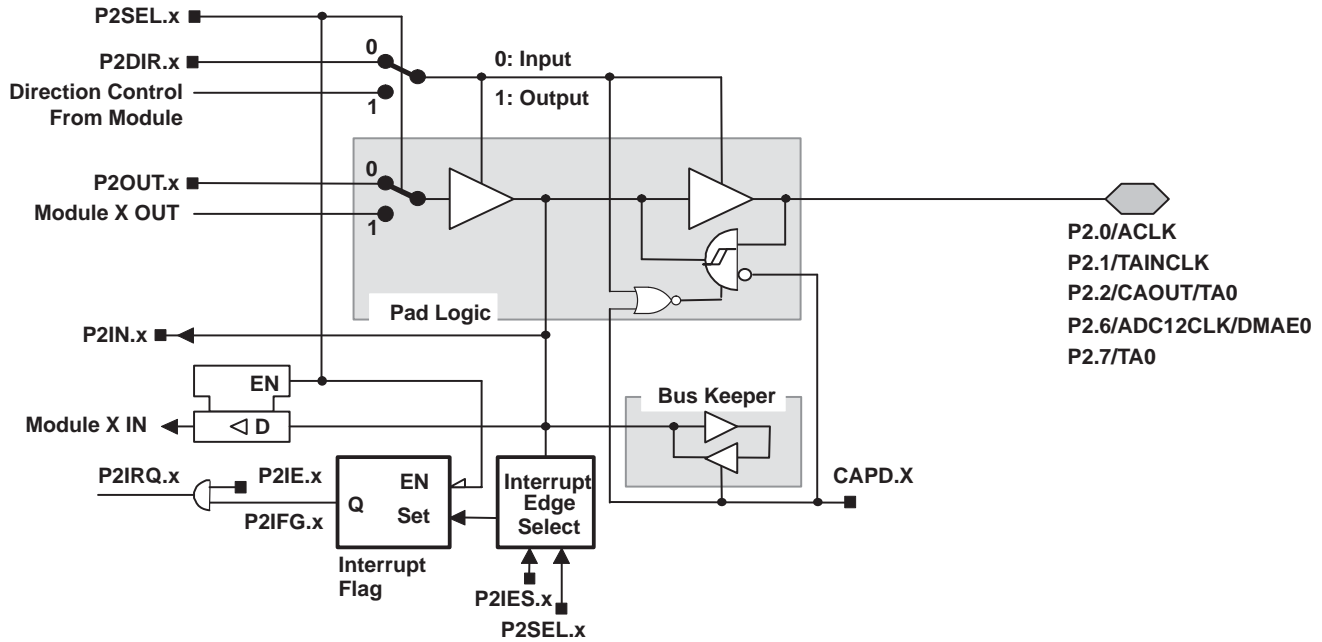 P2SEL.x
P2DIR.x
0
0: Input
Direction Control
From Module
1
1: Output
P2OUT.x
0
Module X OUT
1
Pad Logic
P2.0/ACLK
P2.1/TAINCLK
P2.2/CAOUT/TA0
P2.6/ADC12CLK/DMAE0
P2.7/TA0
P2IN.x
EN
Module X IN
D
Bus Keeper
P2IRQ.x
P2IE.x
P2IFG.x
Q
EN
Set
Interrupt
Edge
Select
CAPD.X
Interrupt
Flag
P2IES.x
P2SEL.x